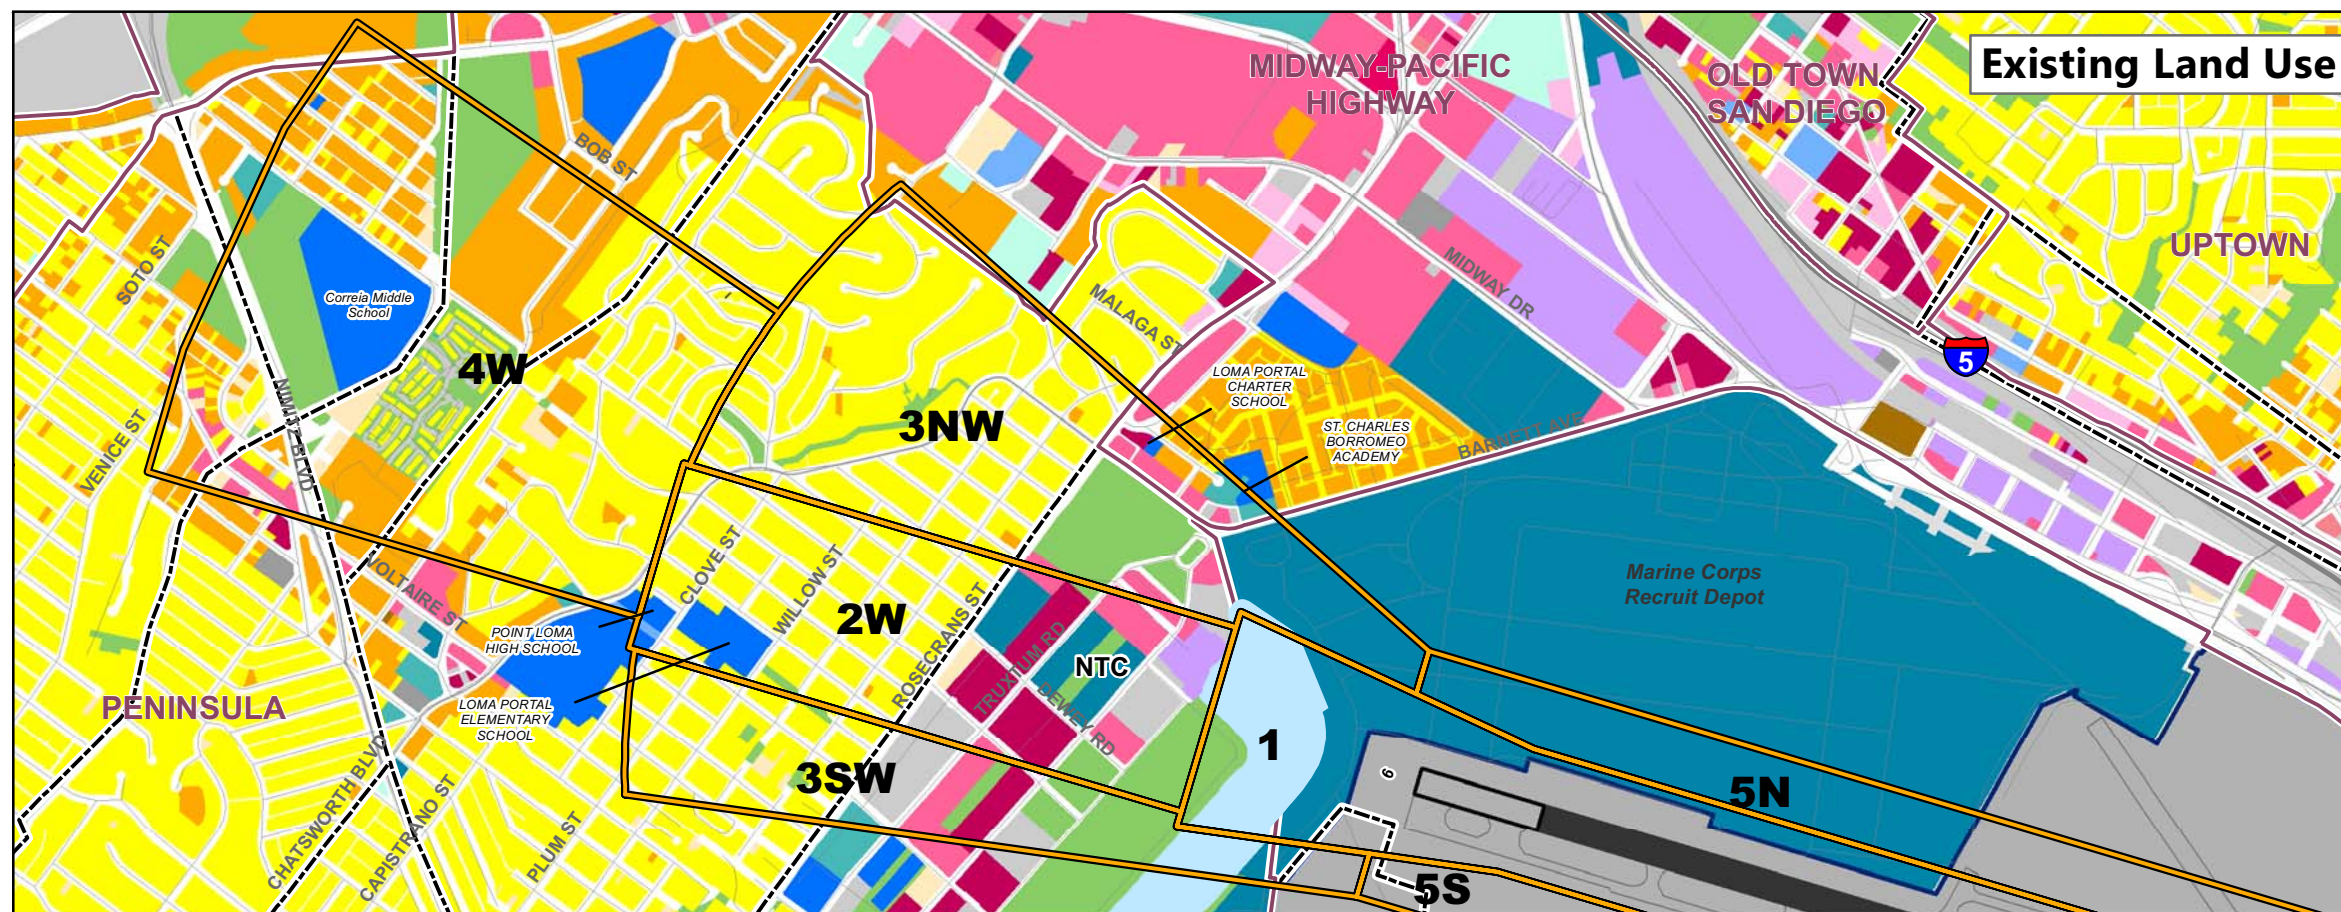 Existing Land Use
MIDWAY-PACIFIC
HIGHWAY
OLD TOWN
SAN DIEGO
UPTOWN
BOB ST
SOTO ST
Correia Middle
School
4W
MALAGA ST
MIDWAY DR
5
NIMITZ BLVD
VENICE ST
3NW
LOMA PORTAL
CHARTER
SCHOOL
ST. CHARLES
BORROMEO
ACADEMY
BARNETT AVE
VOLTAIRE ST
CLOVE ST
WILLOW ST
2W
ROSECRANS ST
Marine Corps
Recruit Depot
POINT LOMA
HIGH SCHOOL
TRUXTUM RD
NTC
DEWEY RD
PENINSULA
LOMA PORTAL
ELEMENTARY
SCHOOL
1
3SW
9
5N
CHATSWORTH BLVD
CAPISTRANO ST
PLUM ST
5S